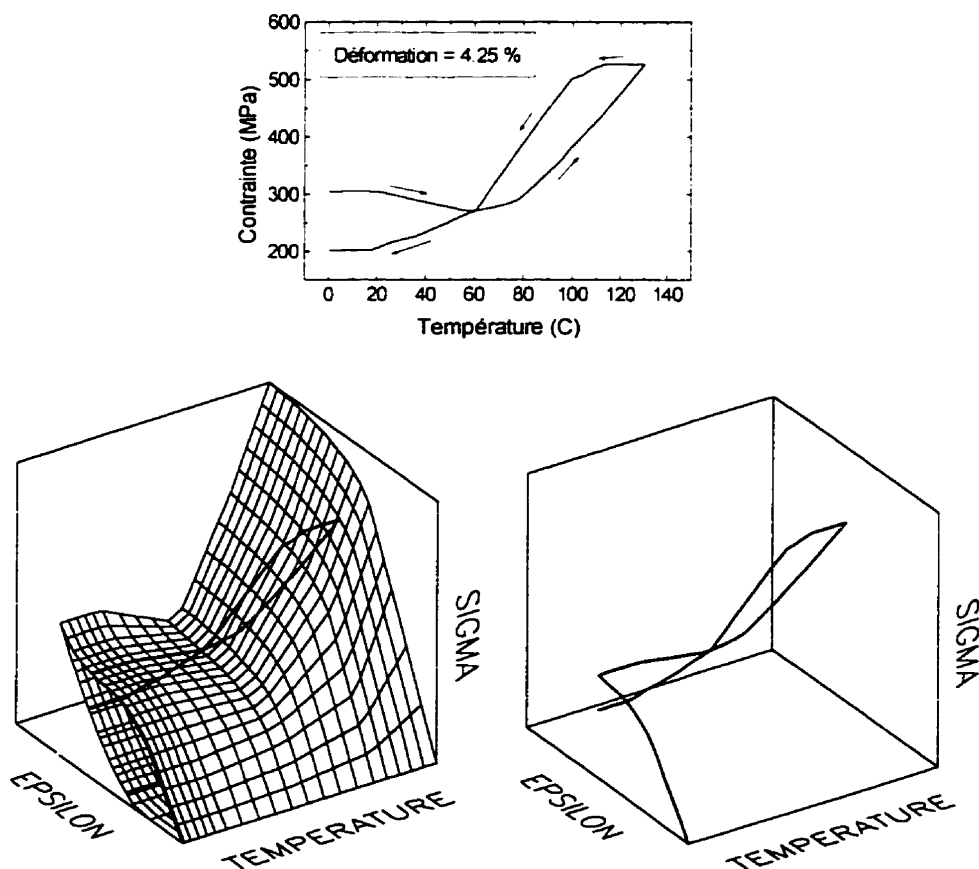 600
Déformation = 4.25 %
500
400
300
200
Contrainte (MPa)
0 20 40 60 80 100 120 140
Température (C)
SIGMA
EPSILON
TEMPERATURE
SIGMA
EPSILON
TEMPERATURE